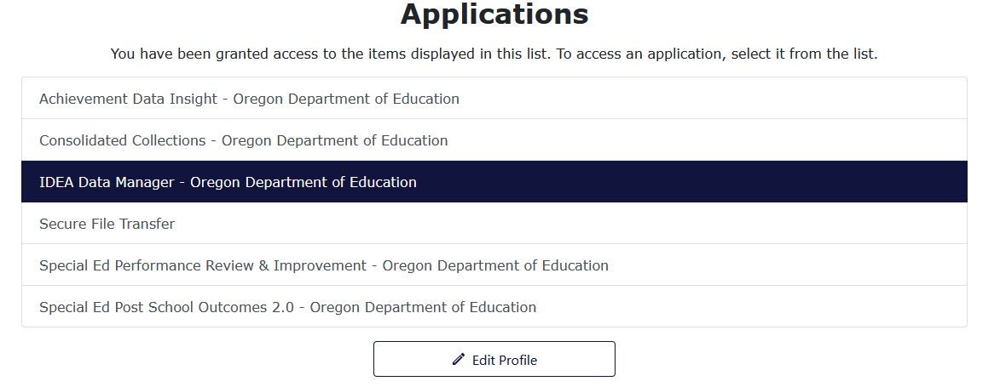 Applications
You have been granted access to the items displayed in this list. To access an application, select it from the list.
Achievement Data Insight - Oregon Department of Education
Consolidated Collections - Oregon Department of Education
IDEA Data Manager - Oregon Department of Education
Secure File Transfer
Special Ed Performance Review & Improvement - Oregon Department of Education
Special Ed Post School Outcomes 2.0 - Oregon Department of Education
Edit Profile